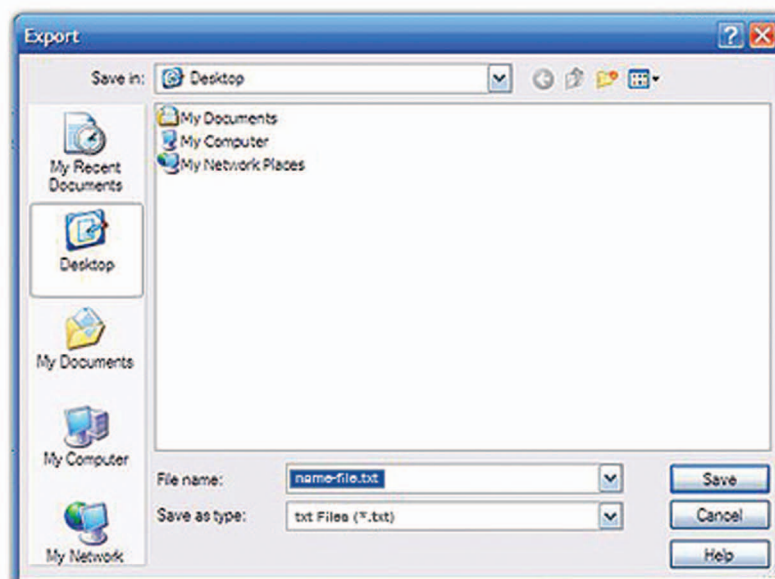 Export
Save in:
Desktop
My Recent
Documents
Desktop
My Documents
My Computer
My Network
My Documents
My Computer
My Network Places
File name:
name-file.txt
Save as type:
txt Files (*.txt)
Save
Cancel
Help